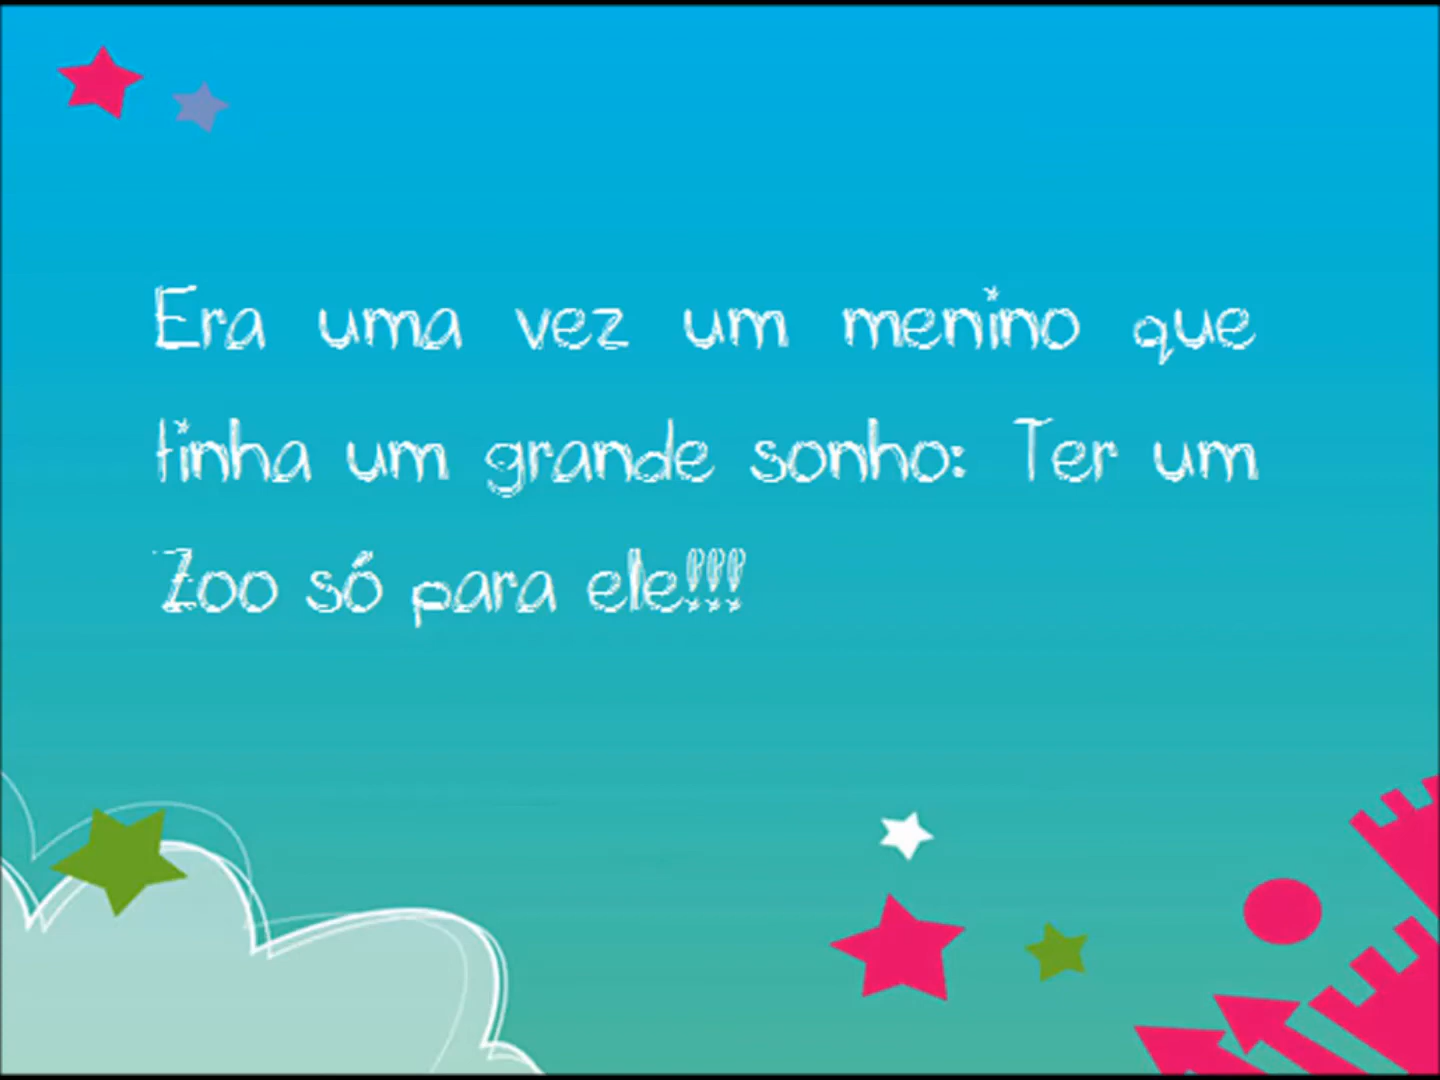 Era uma vez um menino que
tinha um grande sonho: Ter um
Zoo só para ele!!!